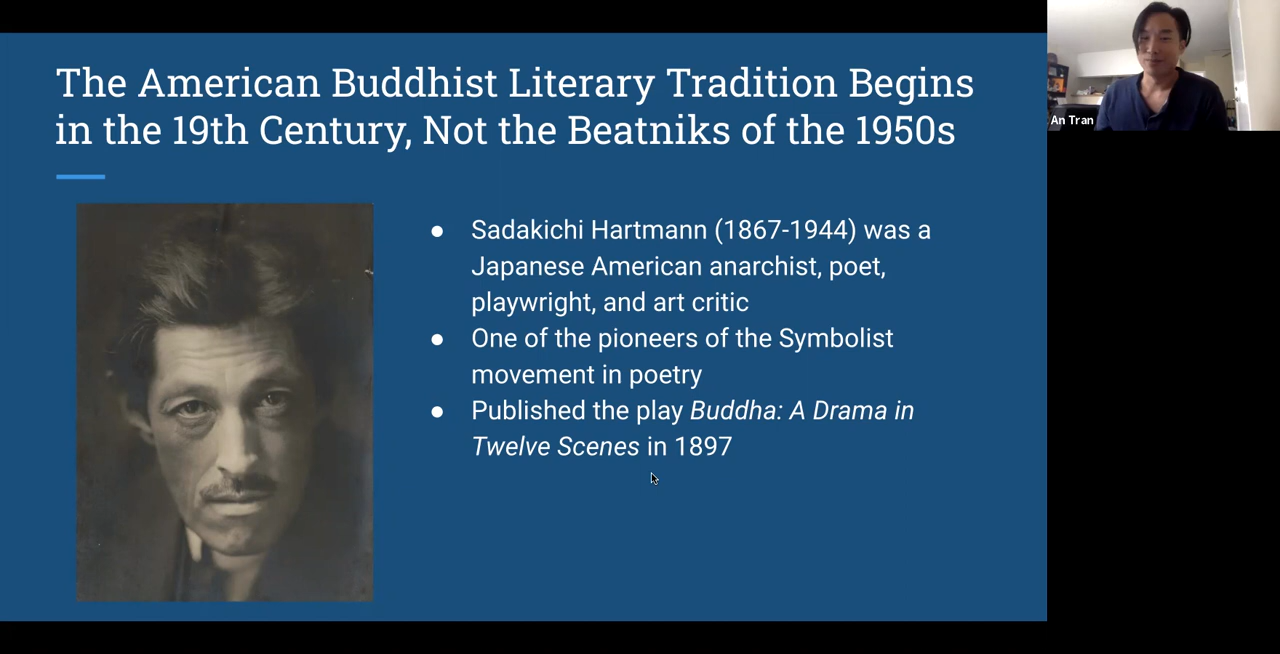 The American Buddhist Literary Tradition Begins
in the 19th Century, Not the Beatniks of the 1950s
● Sadakichi Hartmann (1867-1944) was a
Japanese American anarchist, poet,
playwright, and art critic
● One of the pioneers of the Symbolist
movement in poetry
● Published the play Buddha: A Drama in
Twelve Scenes in 1897
An Tran